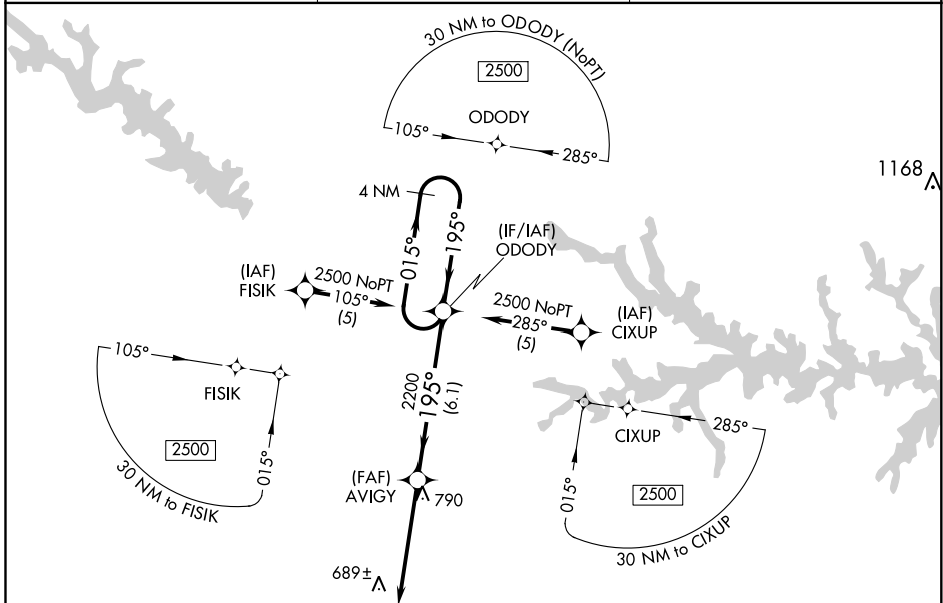 30 NM to ODODY (NoPT)
2500
ODODY
105°
285°
1168
4 NM
015°
195°
(IF/IAF)
ODODY
(IAF)
FISIK
2500 NoPT
105°
(5)
2500 NoPT
285°
(5)
(IAF)
CIXUP
105°
FISIK
2500
015°
30 NM to FISIK
2200
195°
(6.1)
CIXUP
285°
015°
2500
30 NM to CIXUP
(FAF)
AVIGY
790
689±